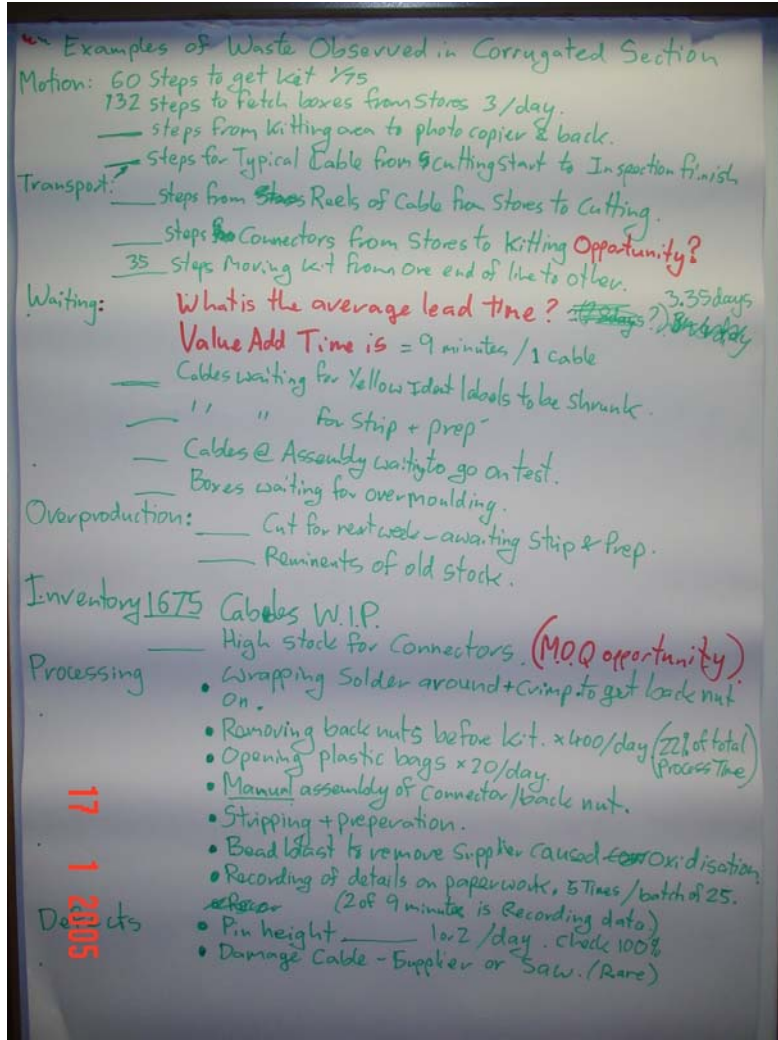 Examples of Waste Observed in Corrugated Section
Motion: 60 Steps to get kit 1/75
132 steps to fetch boxes from Stores 3/day.
___ steps from Kitting area to photo copier & back.
___ steps for Typical Cable from Cutting Start to Inspection finish
Transport: ___ steps from Reels of Cable from Stores to Cutting.
___ steps Connectors from Stores to Kitting Opportunity?
35 steps Moving kit from one end of line to other.
Waiting: What is the average lead time? 3.35 days
Value Add Time is = 9 minutes / 1 cable
___ Cables waiting for Yellow Ident labels to be shrunk.
___ " " for Strip + prep
___ Cables @ Assembly waiting to go on test.
___ Boxes waiting for overmoulding.
Overproduction: ___ Cut for next week - awaiting Strip & Prep.
___ Reminents of old stock.
Inventory 1675 Cables W.I.P.
___ High stock for Connectors. (M.O.Q opportunity)
Processing • Wrapping Solder around + Crimp to get back nut
on.
• Removing back nuts before kit. x400/day (22% of total
Process Time)
• Opening plastic bags x20/day.
• Manual assembly of Connector/back nut.
• Stripping + preperation.
• Bead blast to remove Supplier caused Oxidisation
• Recording of details on paperwork, 5 Times / batch of 25.
(2 of 9 minutes is Recording data)
Defects • Pin height ___ 1 or 2 / day. Check 100%
• Damage Cable - Supplier or Saw. (Rare)
17 1 2005